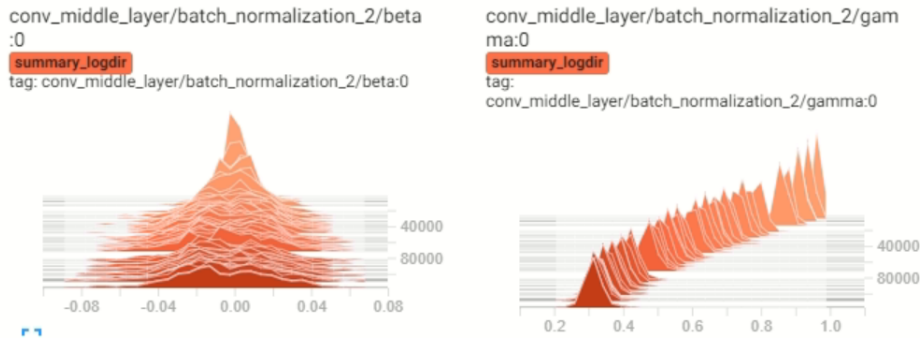 conv_middle_layer/batch_normalization_2/beta
:0
summary_logdir
tag: conv_middle_layer/batch_normalization_2/beta:0
40000
80000
-0.08 -0.04 0.00 0.04 0.08
conv_middle_layer/batch_normalization_2/gam
ma:0
summary_logdir
tag:
conv_middle_layer/batch_normalization_2/gamma:0
40000
80000
0.2 0.4 0.6 0.8 1.0